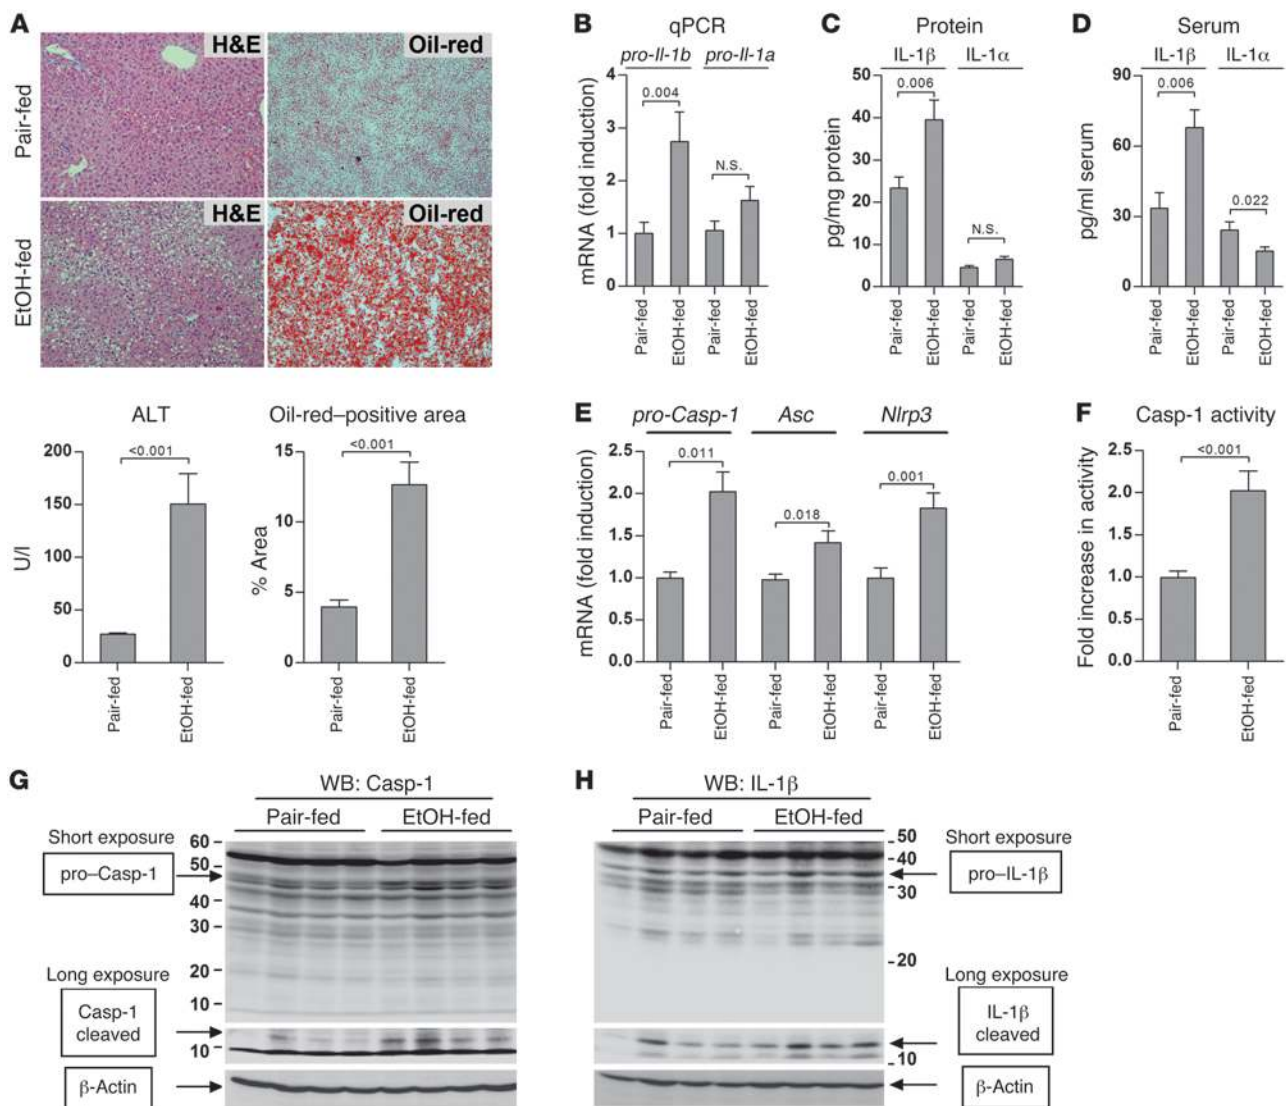 A
H&E
Oil-red
Pair-fed
H&E
Oil-red
EtOH-fed
ALT
<0.001
200
150
100
50
0
U/l
Pair-fed
EtOH-fed
Oil-red–positive area
<0.001
15
10
5
0
% Area
Pair-fed
EtOH-fed
B
qPCR
pro-Il-1b
pro-Il-1a
0.004
N.S.
4
3
2
1
0
mRNA (fold induction)
Pair-fed
EtOH-fed
Pair-fed
EtOH-fed
C
Protein
IL-1β
IL-1α
0.006
N.S.
50
40
30
20
10
0
pg/mg protein
Pair-fed
EtOH-fed
Pair-fed
EtOH-fed
D
Serum
IL-1β
IL-1α
0.006
0.022
90
60
30
0
pg/ml serum
Pair-fed
EtOH-fed
Pair-fed
EtOH-fed
E
pro-Casp-1
Asc
Nlrp3
0.011
0.018
0.001
2.5
2.0
1.5
1.0
0.5
0.0
mRNA (fold induction)
Pair-fed
EtOH-fed
Pair-fed
EtOH-fed
Pair-fed
EtOH-fed
F
Casp-1 activity
<0.001
2.5
2.0
1.5
1.0
0.5
0.0
Fold increase in activity
Pair-fed
EtOH-fed
G
WB: Casp-1
Pair-fed
EtOH-fed
Short exposure
pro–Casp-1
60
50
40
30
20
10
Long exposure
Casp-1
cleaved
10
β-Actin
H
WB: IL-1β
Pair-fed
EtOH-fed
50
40
30
20
Short exposure
pro–IL-1β
Long exposure
IL-1β
cleaved
10
β-Actin